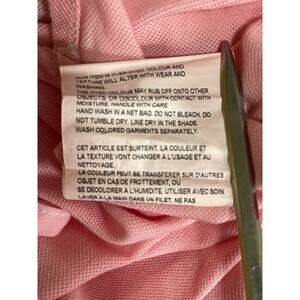 THIS ITEM IS OVER-DYED, COLOUR AND
TEXTURE WILL ALTER WITH WEAR AND
WASHING.
THE DYED COLOUR MAY RUB OFF ONTO OTHER
OBJECTS, OR DISCOLOUR WITH CONTACT WITH
MOISTURE. HANDLE WITH CARE
HAND WASH IN A NET BAG. DO NOT BLEACH. DO
NOT TUMBLE DRY. LINE DRY IN THE SHADE.
WASH COLORED GARMENTS SEPARATELY.
CET ARTICLE EST SURTEINT. LA COULEUR ET
LA TEXTURE VONT CHANGER A L'USAGE ET AU
NETTOYAGE.
LA COULEUR PEUT SE TRANSFERER SUR D'AUTRES
OBJET EN CAS DE FROTTEMENT, OU
SE DECOLORER A L'HUMIDITE. UTILISER AVEC SOIN.
LAVER A LA MAIN DANS UN FILET. NE PAS